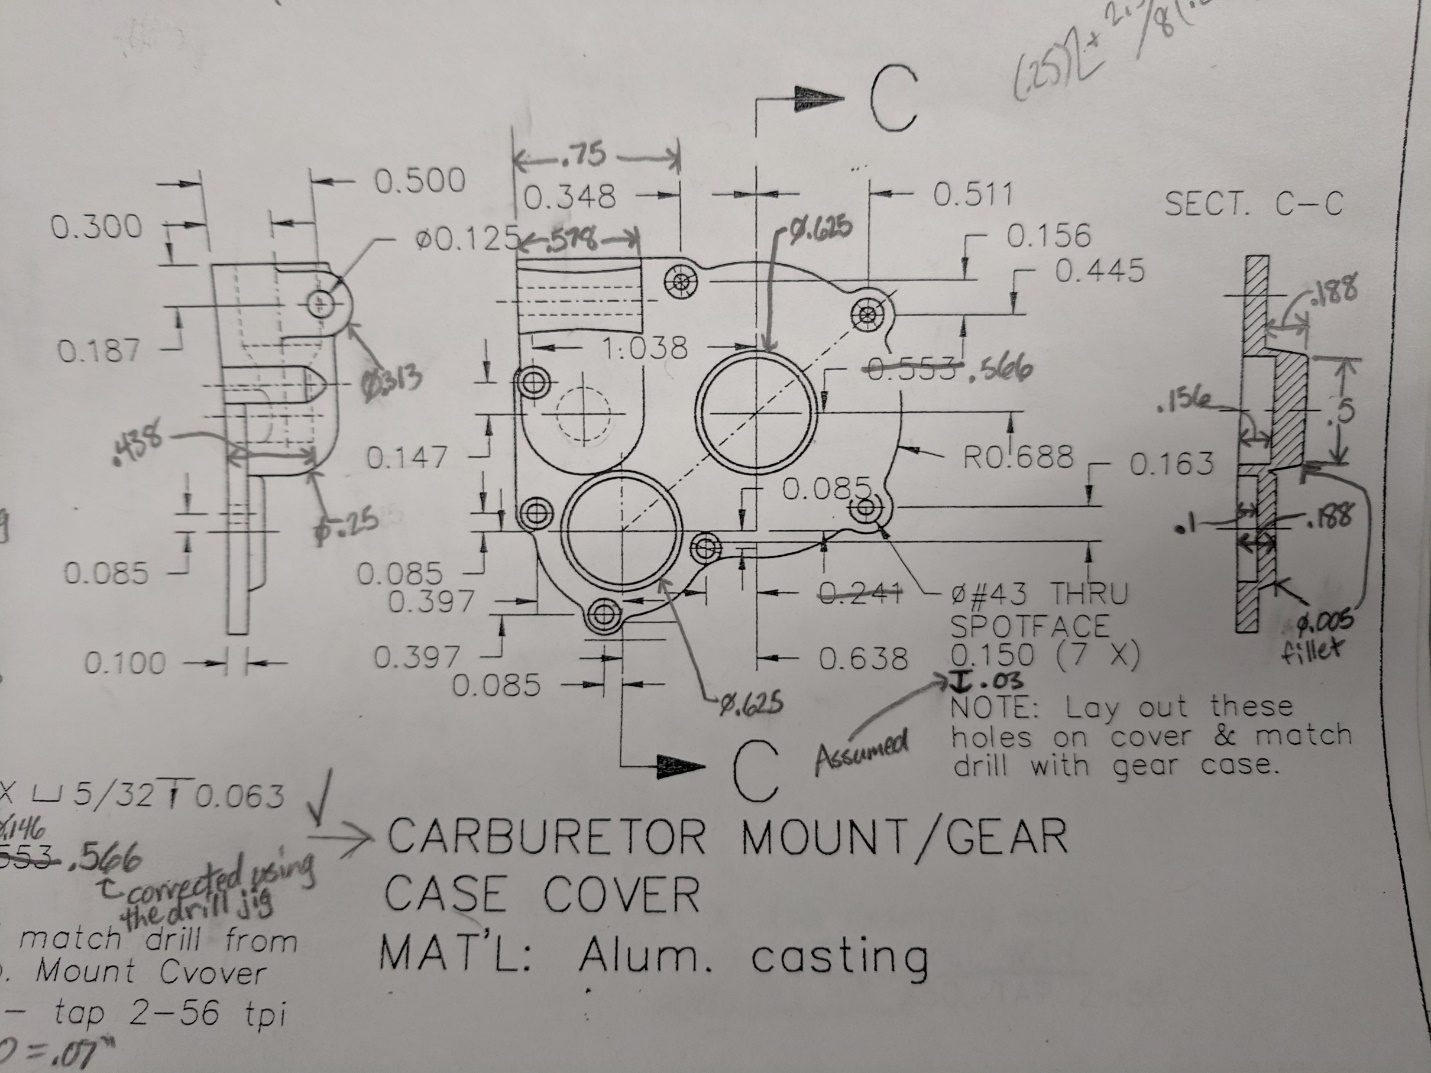 C
.75
0.500
0.348
0.511
SECT. C-C
0.300
ø0.125
.578
ø.625
0.156
0.445
.188
0.187
1.038
ø.313
0.553 .566
.156
.5
.438
0.147
R0.688
0.163
0.085
ø.25
.1
.188
0.085
0.085
0.397
0.241
ø#43 THRU
SPOTFACE
0.150 (7 X)
ø.005
fillet
0.100
0.397
0.638
0.085
ø.625
.03
Assumed
NOTE: Lay out these
holes on cover & match
drill with gear case.
C
X ⌴ 5/32 ↧ 0.063
ø.146
553 .566
corrected using
the drill jig
CARBURETOR MOUNT/GEAR
CASE COVER
MAT'L: Alum. casting
match drill from
. Mount Cvover
- tap 2-56 tpi
= .07"